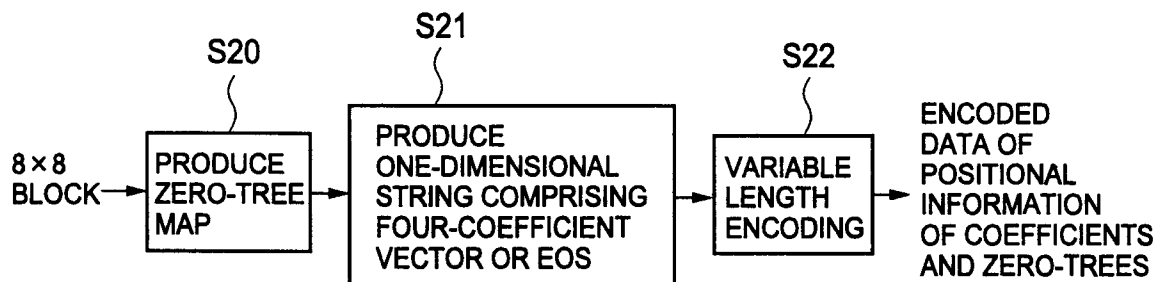 S20
S21
S22
8×8
BLOCK
PRODUCE
ZERO-TREE
MAP
PRODUCE
ONE-DIMENSIONAL
STRING COMPRISING
FOUR-COEFFICIENT
VECTOR OR EOS
VARIABLE
LENGTH
ENCODING
ENCODED
DATA OF
POSITIONAL
INFORMATION
OF COEFFICIENTS
AND ZERO-TREES